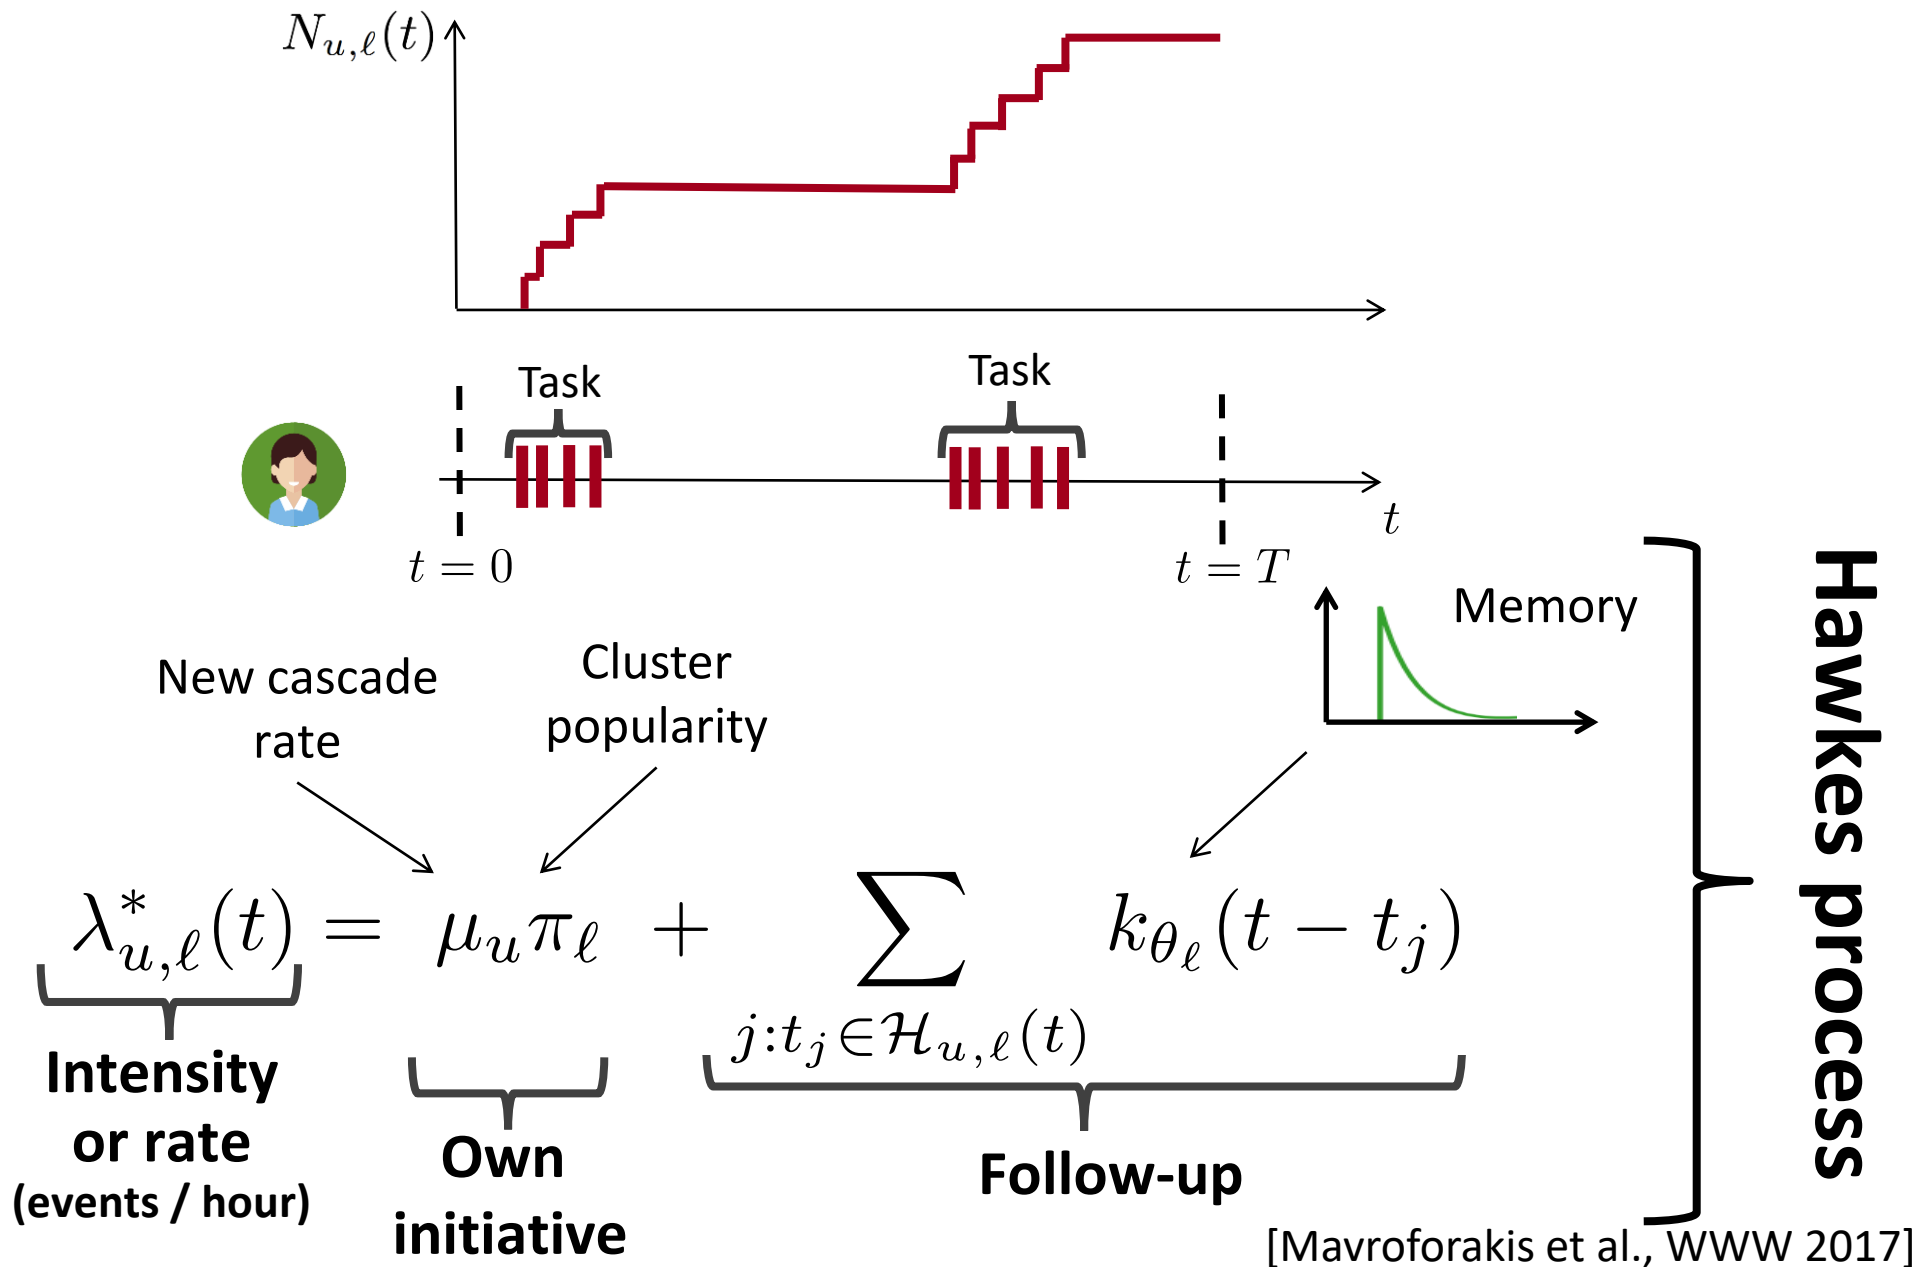 N_{u,ℓ}(t)
Task
Task
t
t = 0
t = T
Memory
New cascade
rate
Cluster
popularity
λ*_{u,ℓ}(t) = μ_u π_ℓ + ∑ k_{θ_ℓ}(t − t_j)
j:t_j∈ℋ_{u,ℓ}(t)
Intensity
or rate
(events / hour)
Own
initiative
Follow-up
Hawkes process
[Mavroforakis et al., WWW 2017]